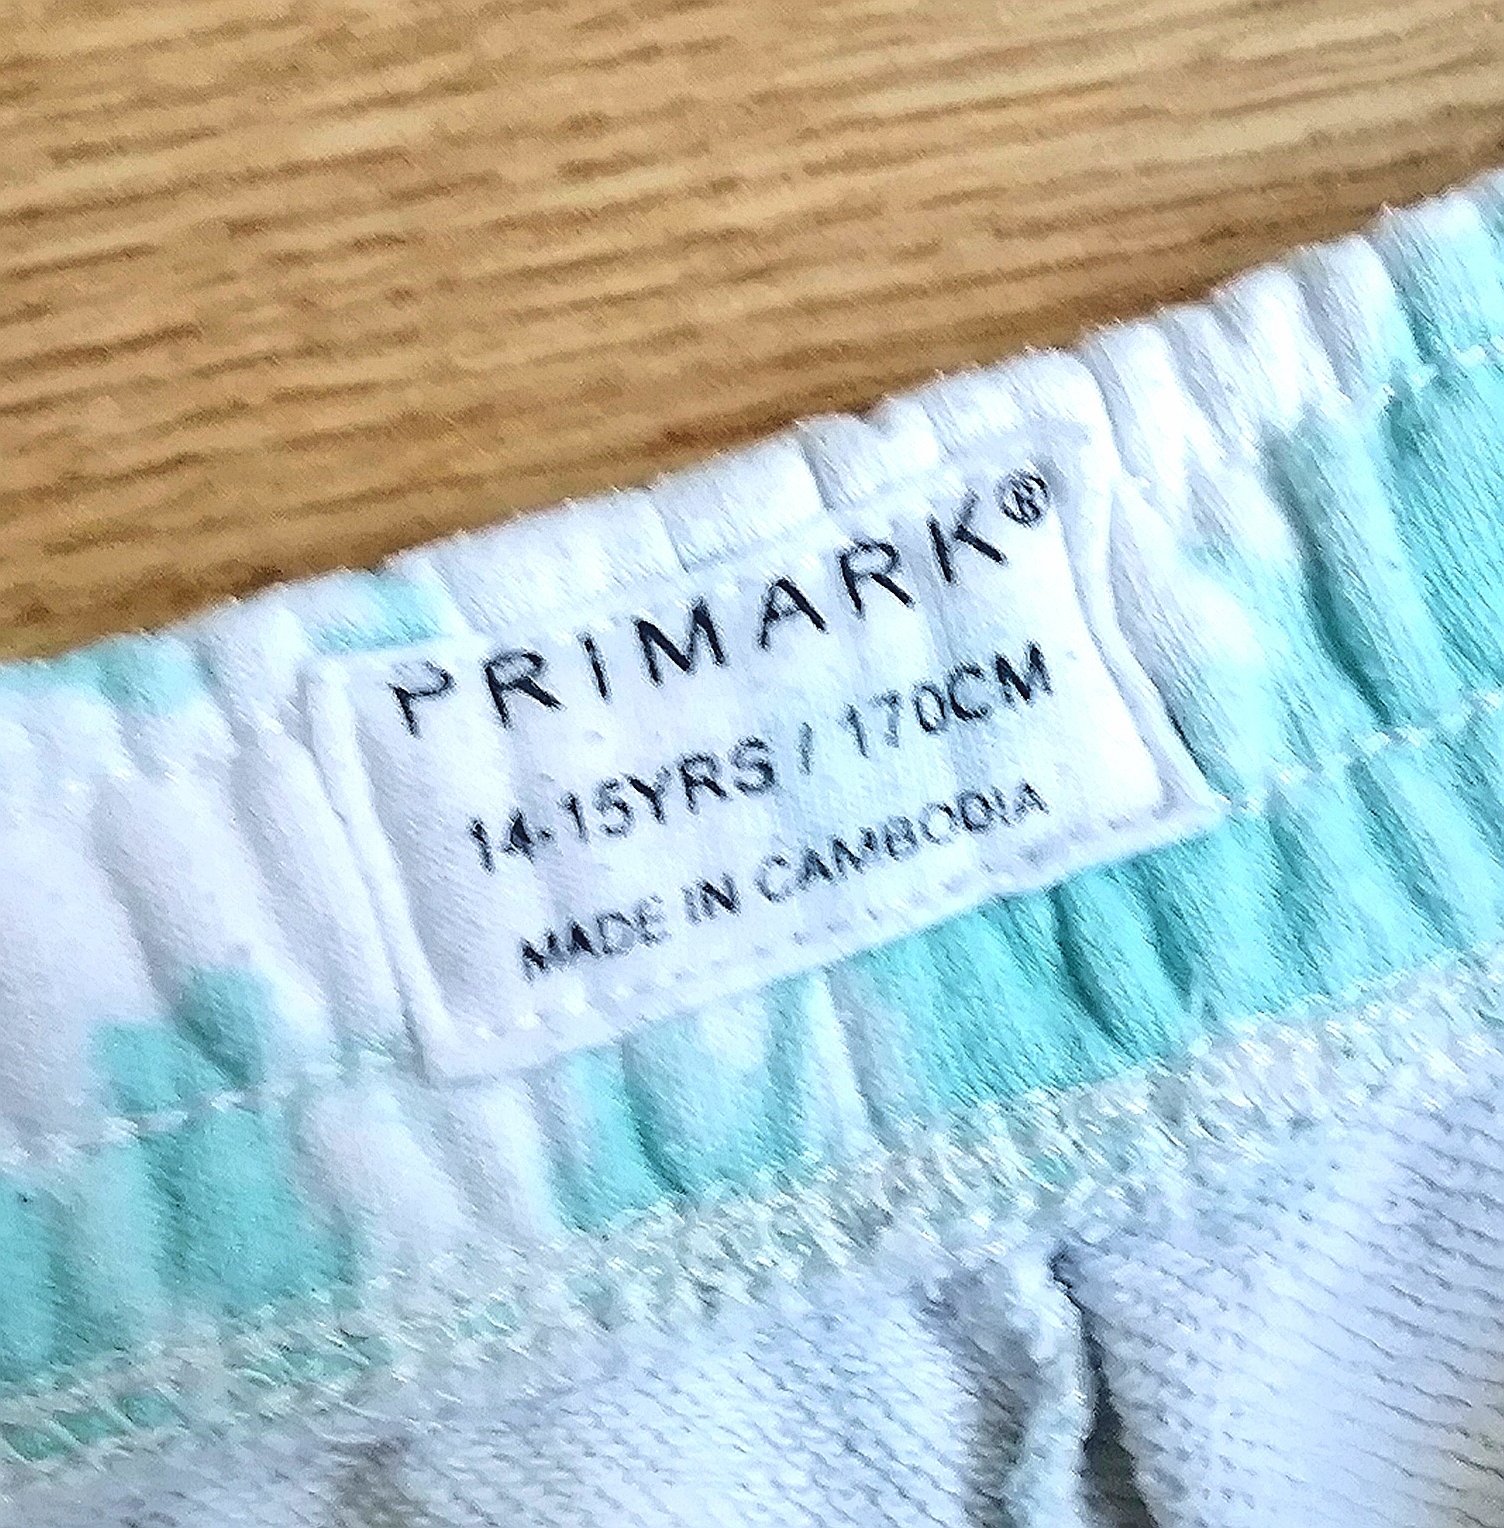 PRIMARK®
14-15YRS / 170CM
MADE IN CAMBODIA